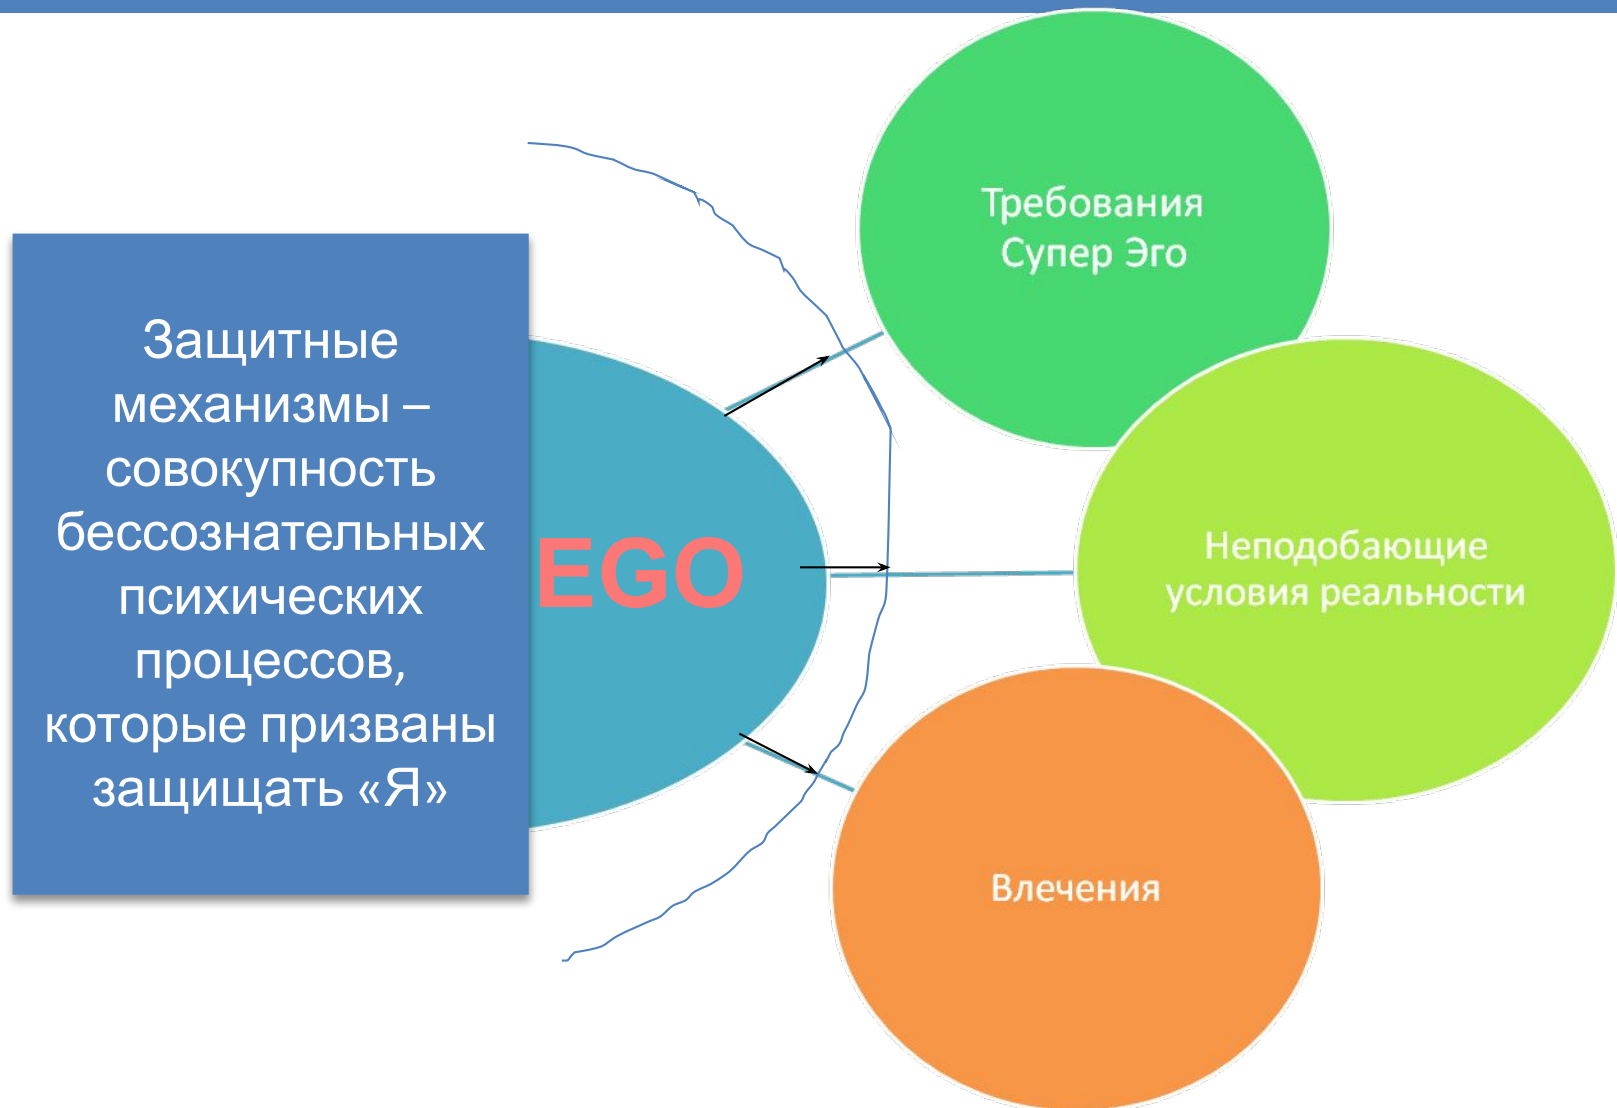 Защитные
механизмы –
совокупность
бессознательных
психических
процессов,
которые призваны
защищать «Я»
EGO
Требования
Супер Эго
Неподобающие
условия реальности
Влечения